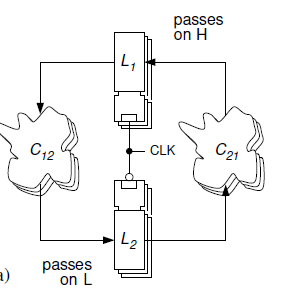 passes
on H
L1
C12
CLK
C21
L2
passes
on L
a)